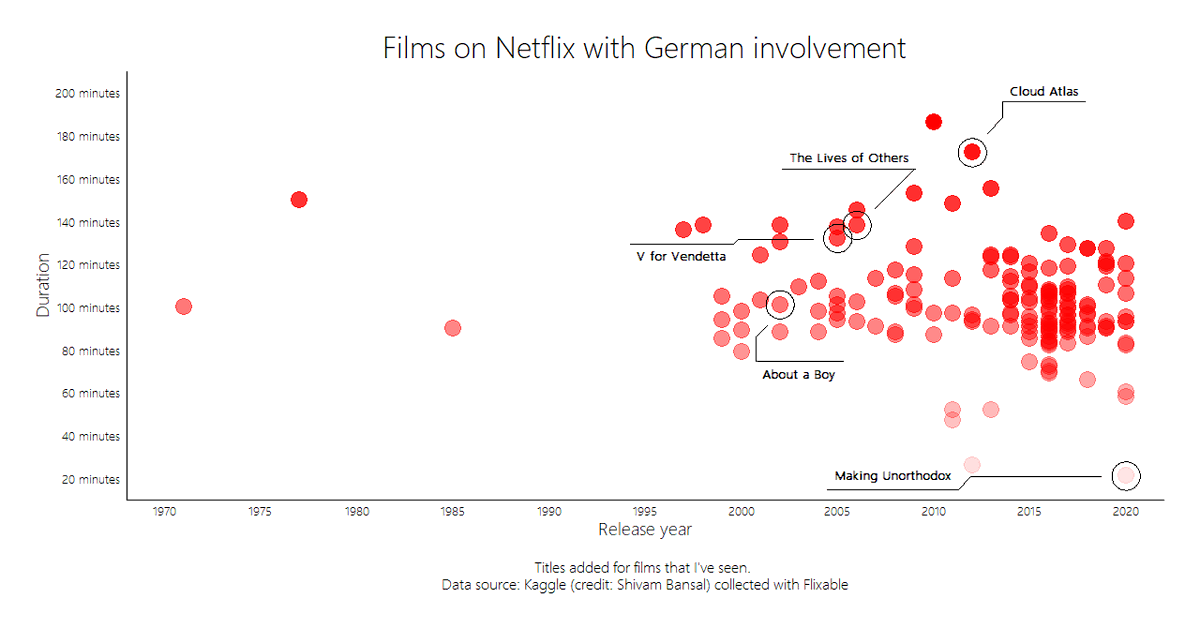 Films on Netflix with German involvement
Cloud Atlas
200 minutes
180 minutes
The Lives of Others
160 minutes
140 minutes
V for Vendetta
120 minutes
Duration
100 minutes
80 minutes
About a Boy
60 minutes
40 minutes
Making Unorthodox
20 minutes
1970 1975 1980 1985 1990 1995 2000 2005 2010 2015 2020
Release year
Titles added for films that I've seen.
Data source: Kaggle (credit: Shivam Bansal) collected with Flixable